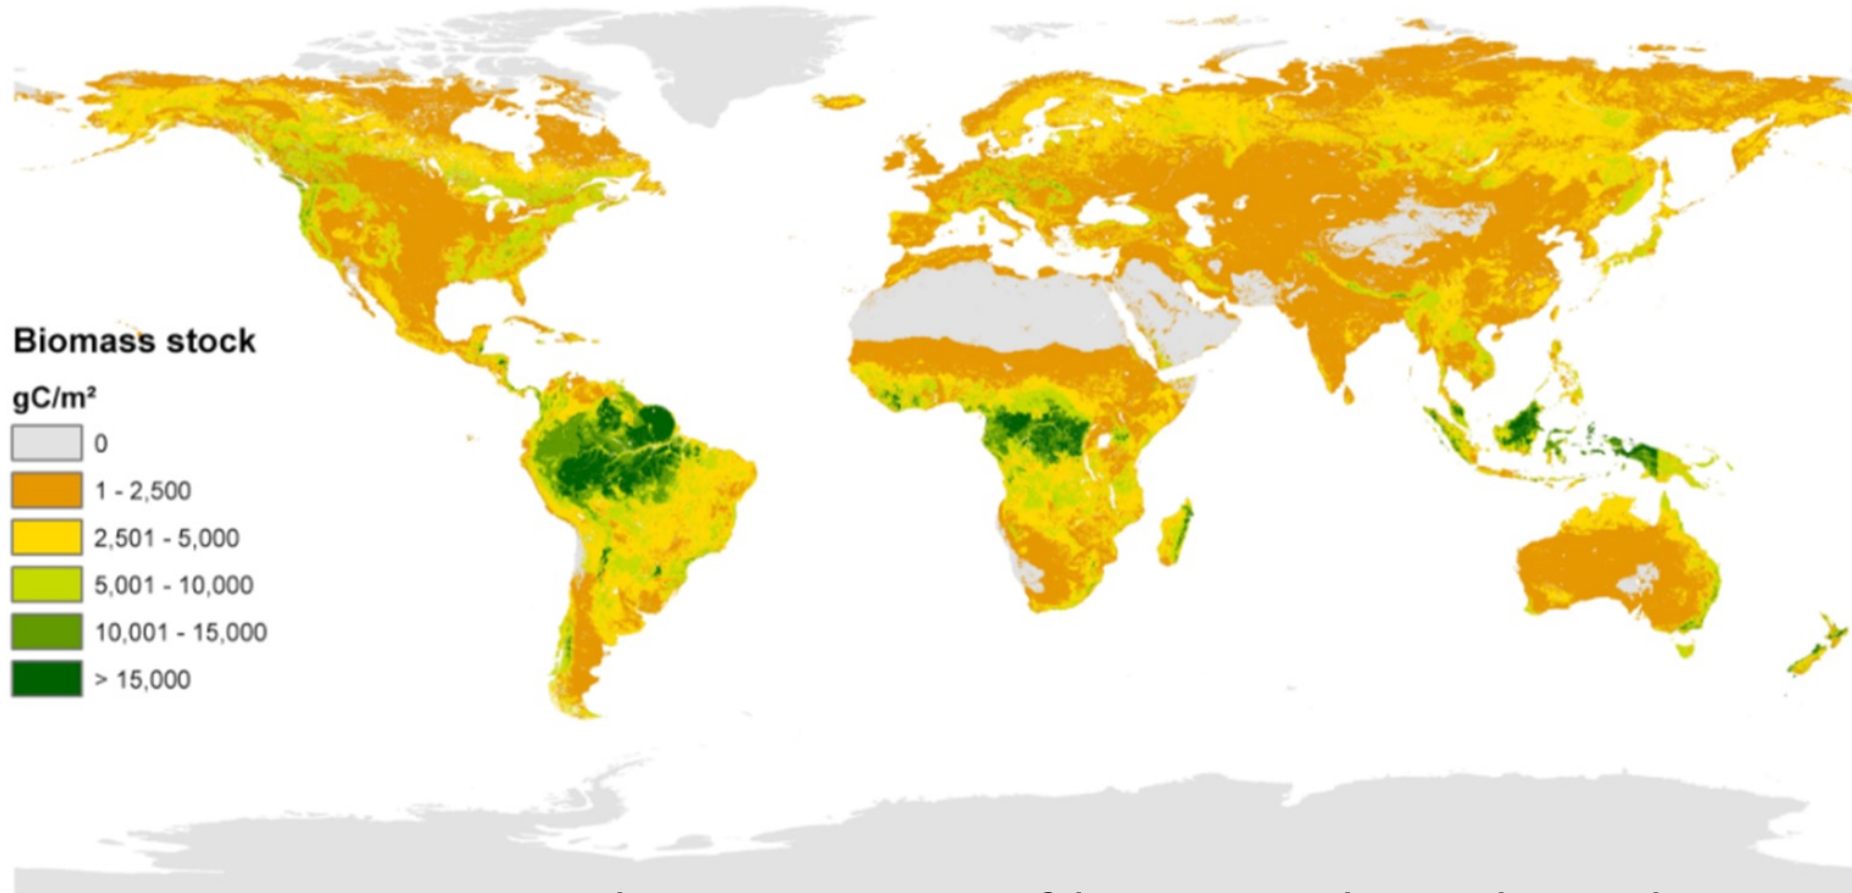 Biomass stock
gC/m²
0
1 - 2,500
2,501 - 5,000
5,001 - 10,000
10,001 - 15,000
> 15,000